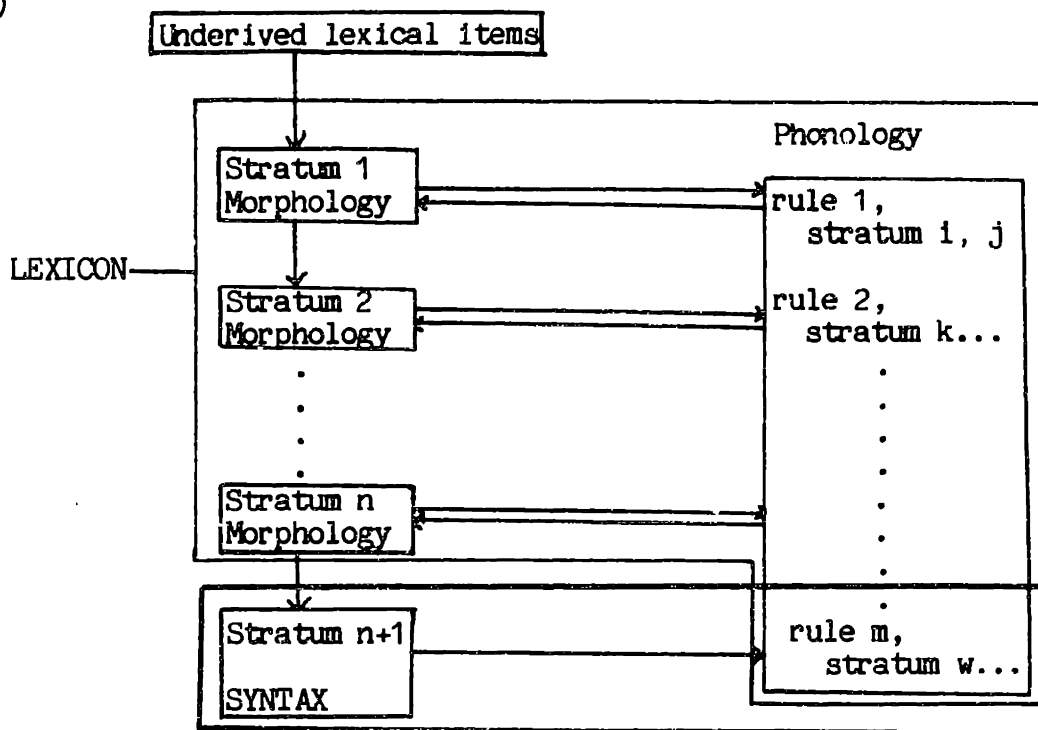 )
Underived lexical items
Phonology
Stratum 1
Morphology
rule 1,
stratum i, j
LEXICON
Stratum 2
Morphology
rule 2,
stratum k...
.
.
.
.
Stratum n
Morphology
.
.
.
.
.
.
.
Stratum n+1
SYNTAX
rule m,
stratum w...